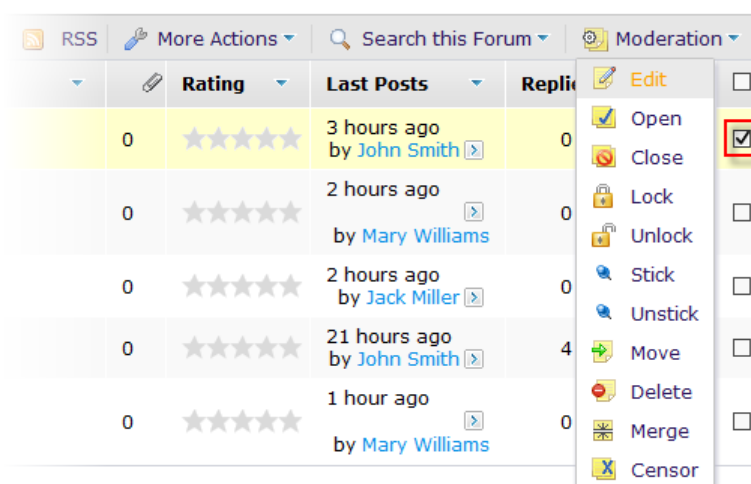 RSS More Actions Search this Forum Moderation
Rating Last Posts
0 3 hours ago 0
by John Smith
2 hours ago
0 0
by Mary Williams
0 2 hours ago 0
by Jack Miller
0 21 hours ago 4
by John Smith
1 hour ago
0 0
by Mary Williams
Edit
Open
Close
Lock
Unlock
Stick
Unstick
Move
Delete
Merge
Censor